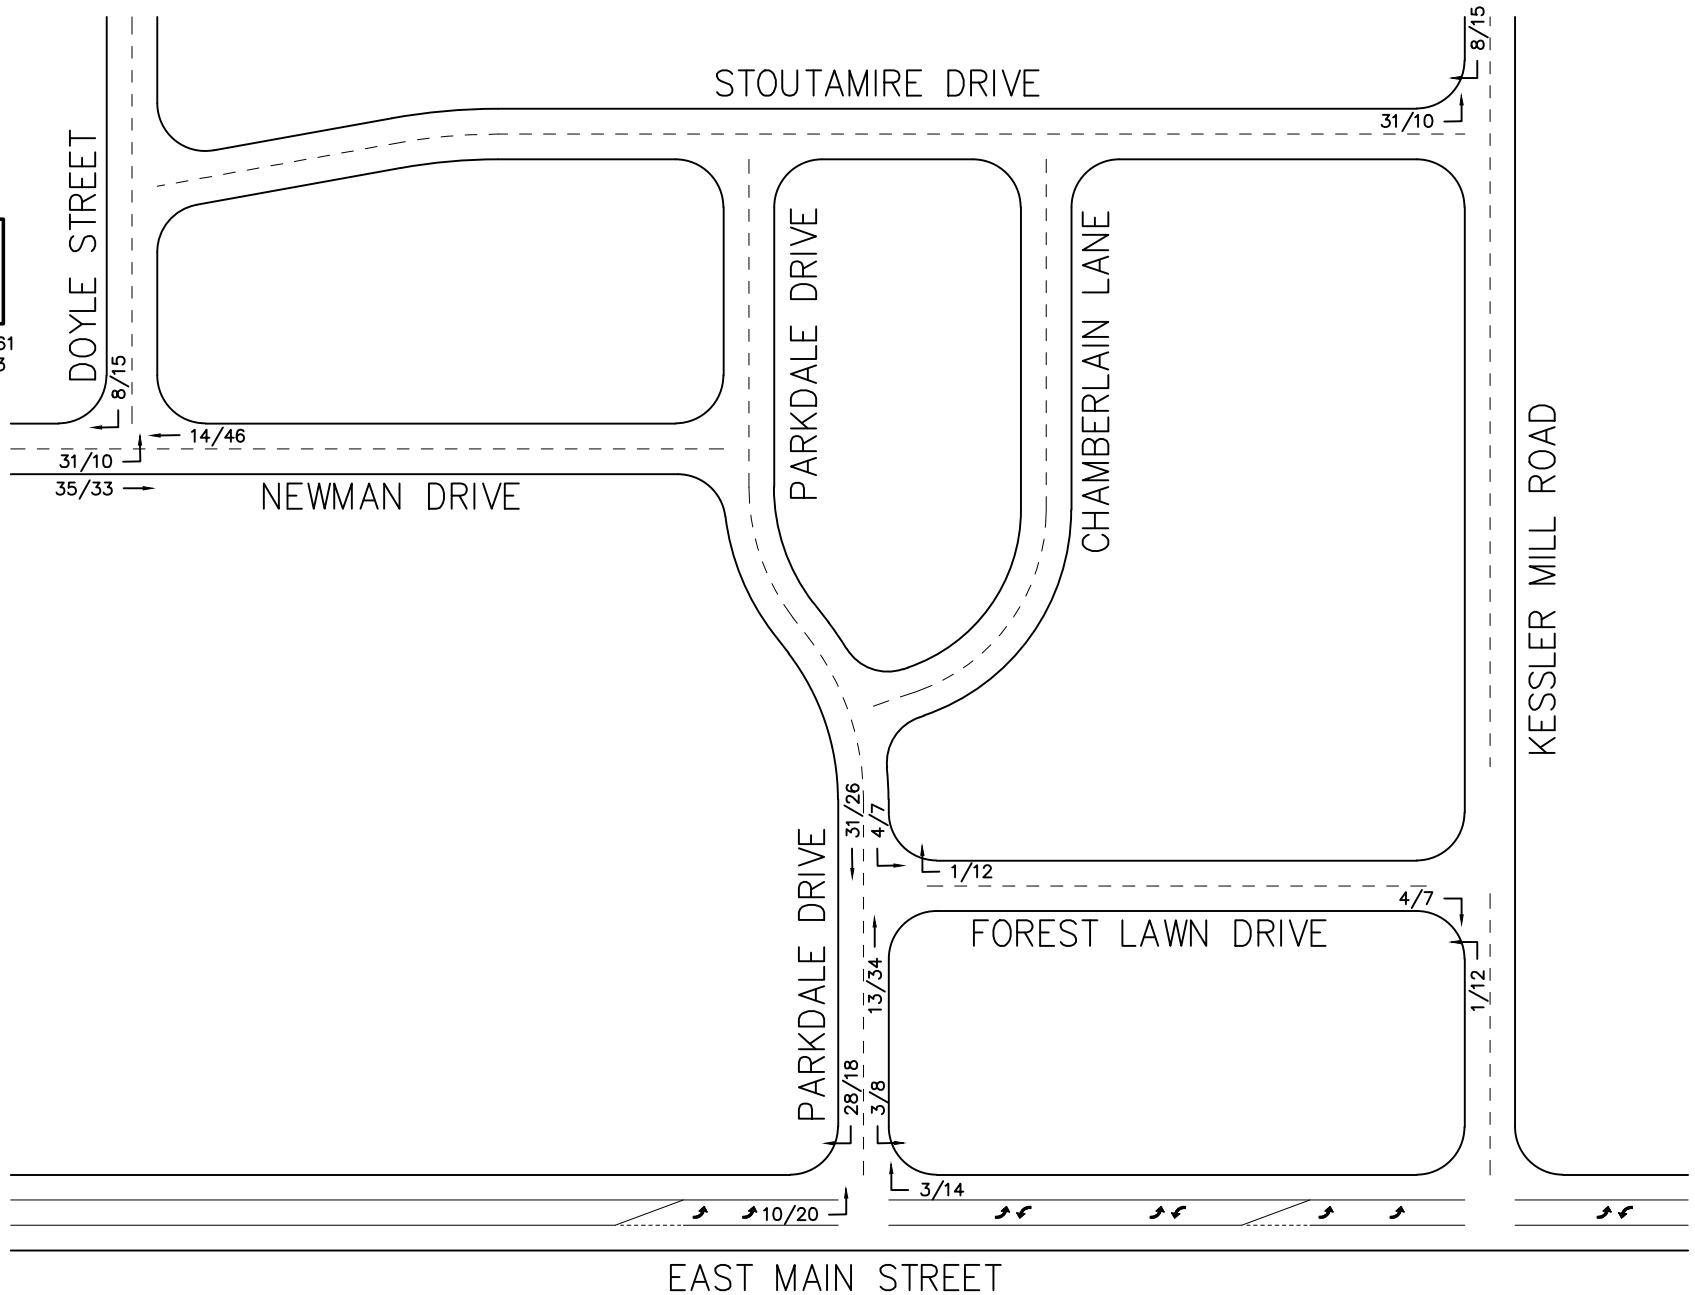 8/15
STOUTAMIRE DRIVE
31/10
DOYLE STREET
PARKDALE DRIVE
CHAMBERLAIN LANE
61
3
8/15
14/46
31/10
35/33
NEWMAN DRIVE
KESSLER MILL ROAD
31/26
4/7
PARKDALE DRIVE
1/12
4/7
FOREST LAWN DRIVE
13/34
1/12
28/18
3/8
3/14
10/20
EAST MAIN STREET